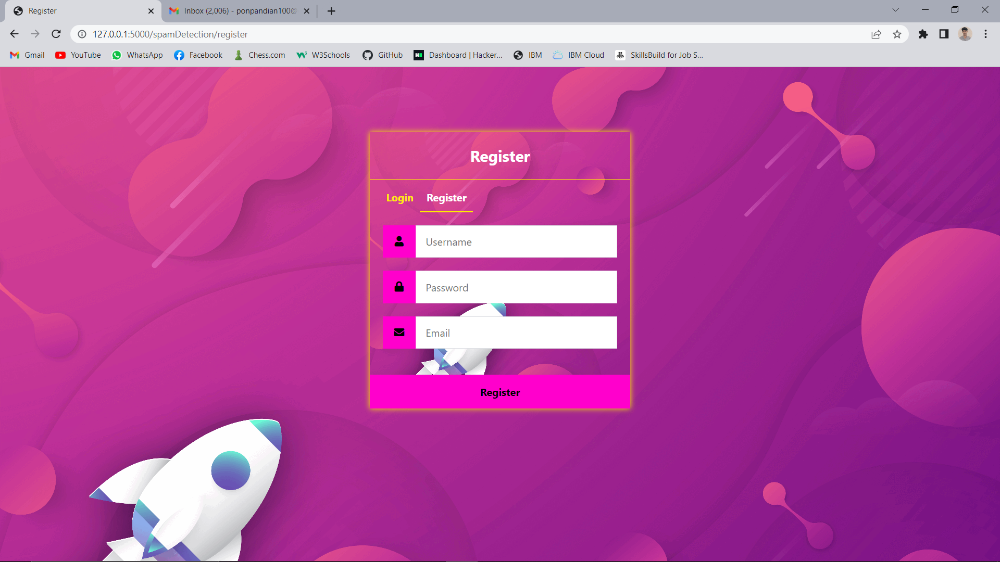 Register
Inbox (2,006) - ponpandian100@
127.0.0.1:5000/spamDetection/register
Gmail
YouTube
WhatsApp
Facebook
Chess.com
W3Schools
GitHub
Dashboard | Hacker...
IBM
IBM Cloud
SkillsBuild for Job S...
Register
Login
Register
Username
Password
Email
Register